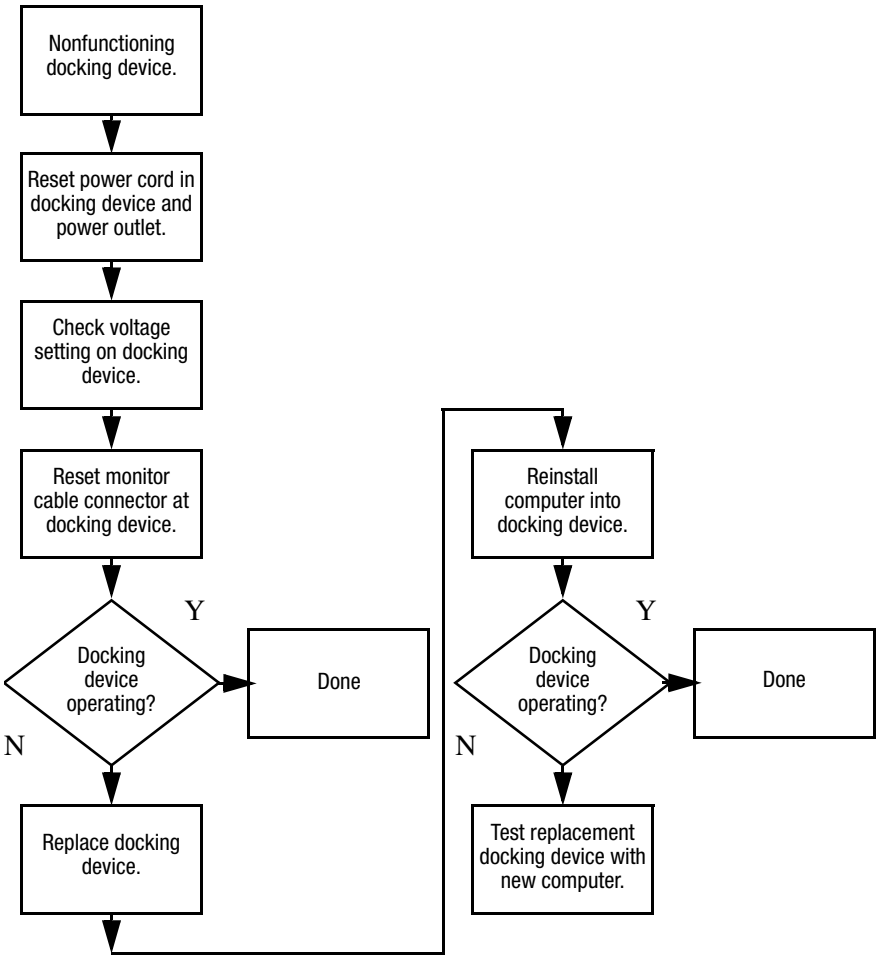 Nonfunctioning
docking device.
Reset power cord in
docking device and
power outlet.
Check voltage
setting on docking
device.
Reset monitor
cable connector at
docking device.
Y
Docking
device
operating?
Done
N
Replace docking
device.
Reinstall
computer into
docking device.
Y
Docking
device
operating?
Done
N
Test replacement
docking device with
new computer.